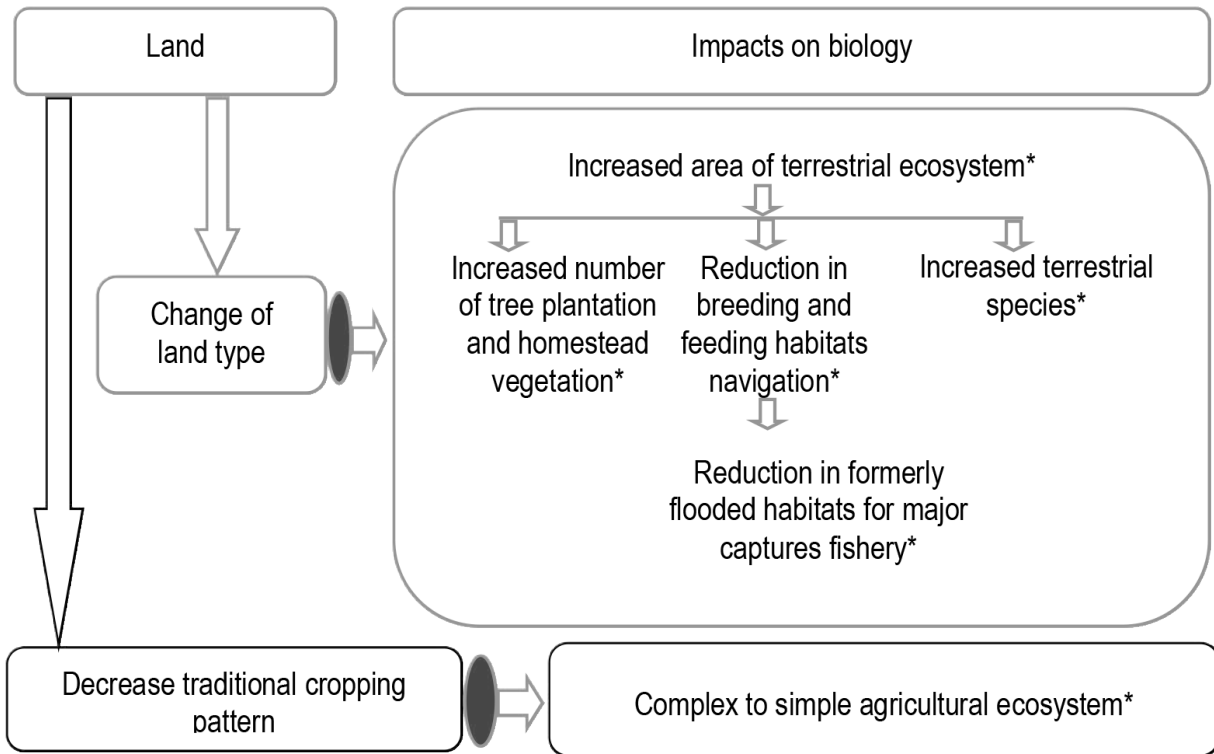 Land
Impacts on biology
Increased area of terrestrial ecosystem*
Increased number
of tree plantation
and homestead
vegetation*
Reduction in
breeding and
feeding habitats
navigation*
Increased terrestrial
species*
Change of
land type
Reduction in formerly
flooded habitats for major
captures fishery*
Decrease traditional cropping
pattern
Complex to simple agricultural ecosystem*